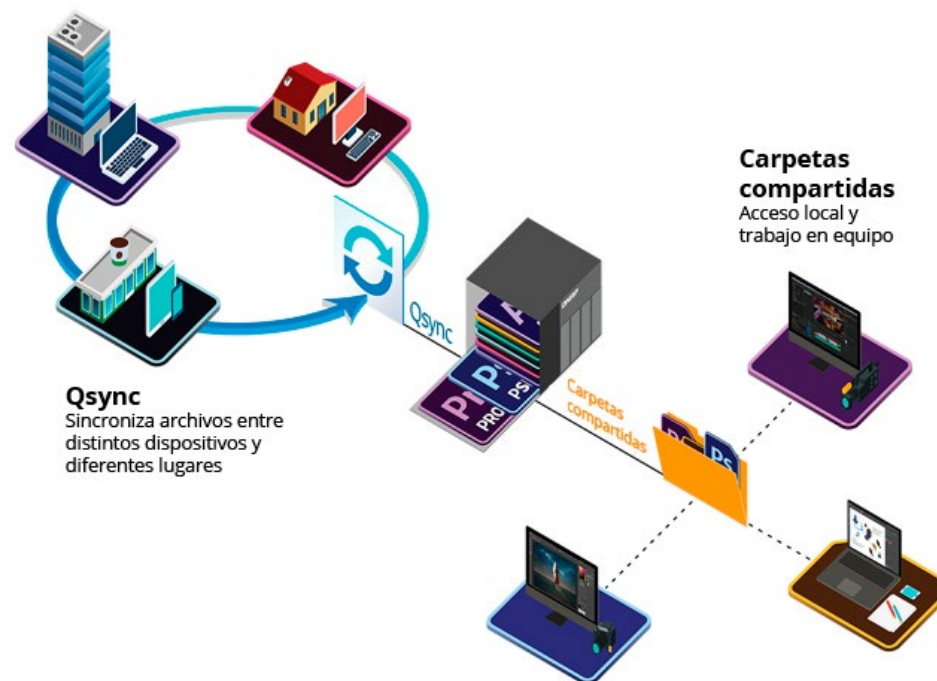 Carpetas
compartidas
Acceso local y
trabajo en equipo
Qsync
Pr
PRO
PS
Carpetas
compartidas
Ps
Qsync
Sincroniza archivos entre
distintos dispositivos y
diferentes lugares